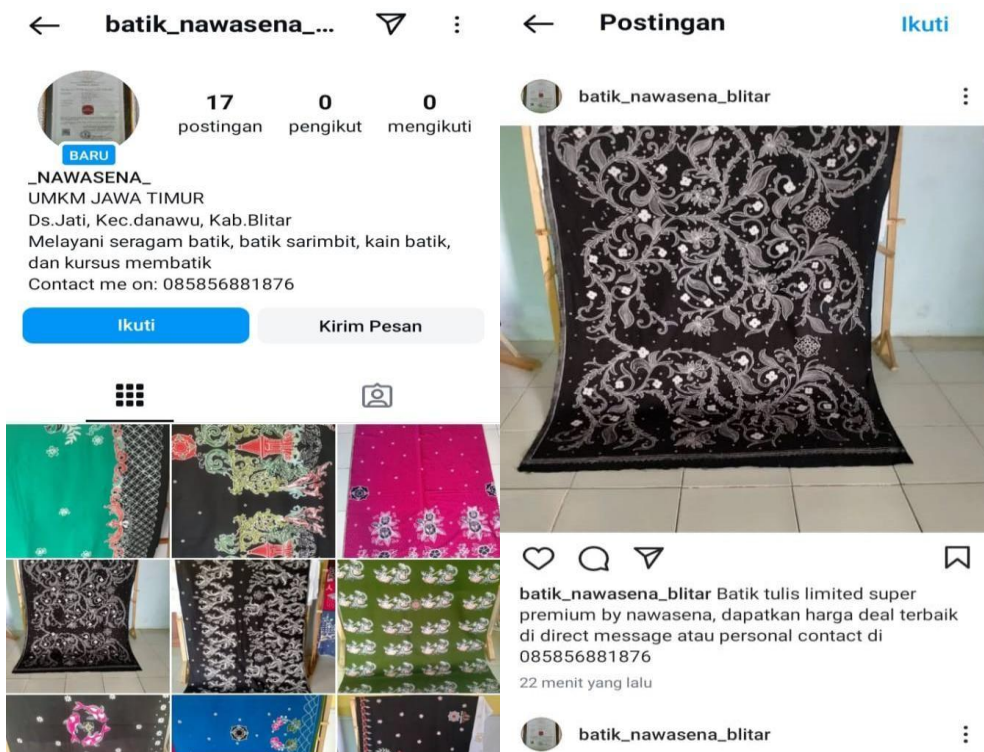 batik_nawasena_...
17
0
0
postingan
pengikut
mengikuti
BARU
_NAWASENA_
UMKM JAWA TIMUR
Ds.Jati, Kec.danawu, Kab.Blitar
Melayani seragam batik, batik sarimbit, kain batik,
dan kursus membatik
Contact me on: 085856881876
Ikuti
Kirim Pesan
Postingan
Ikuti
batik_nawasena_blitar
batik_nawasena_blitar Batik tulis limited super
premium by nawasena, dapatkan harga deal terbaik
di direct message atau personal contact di
085856881876
22 menit yang lalu
batik_nawasena_blitar